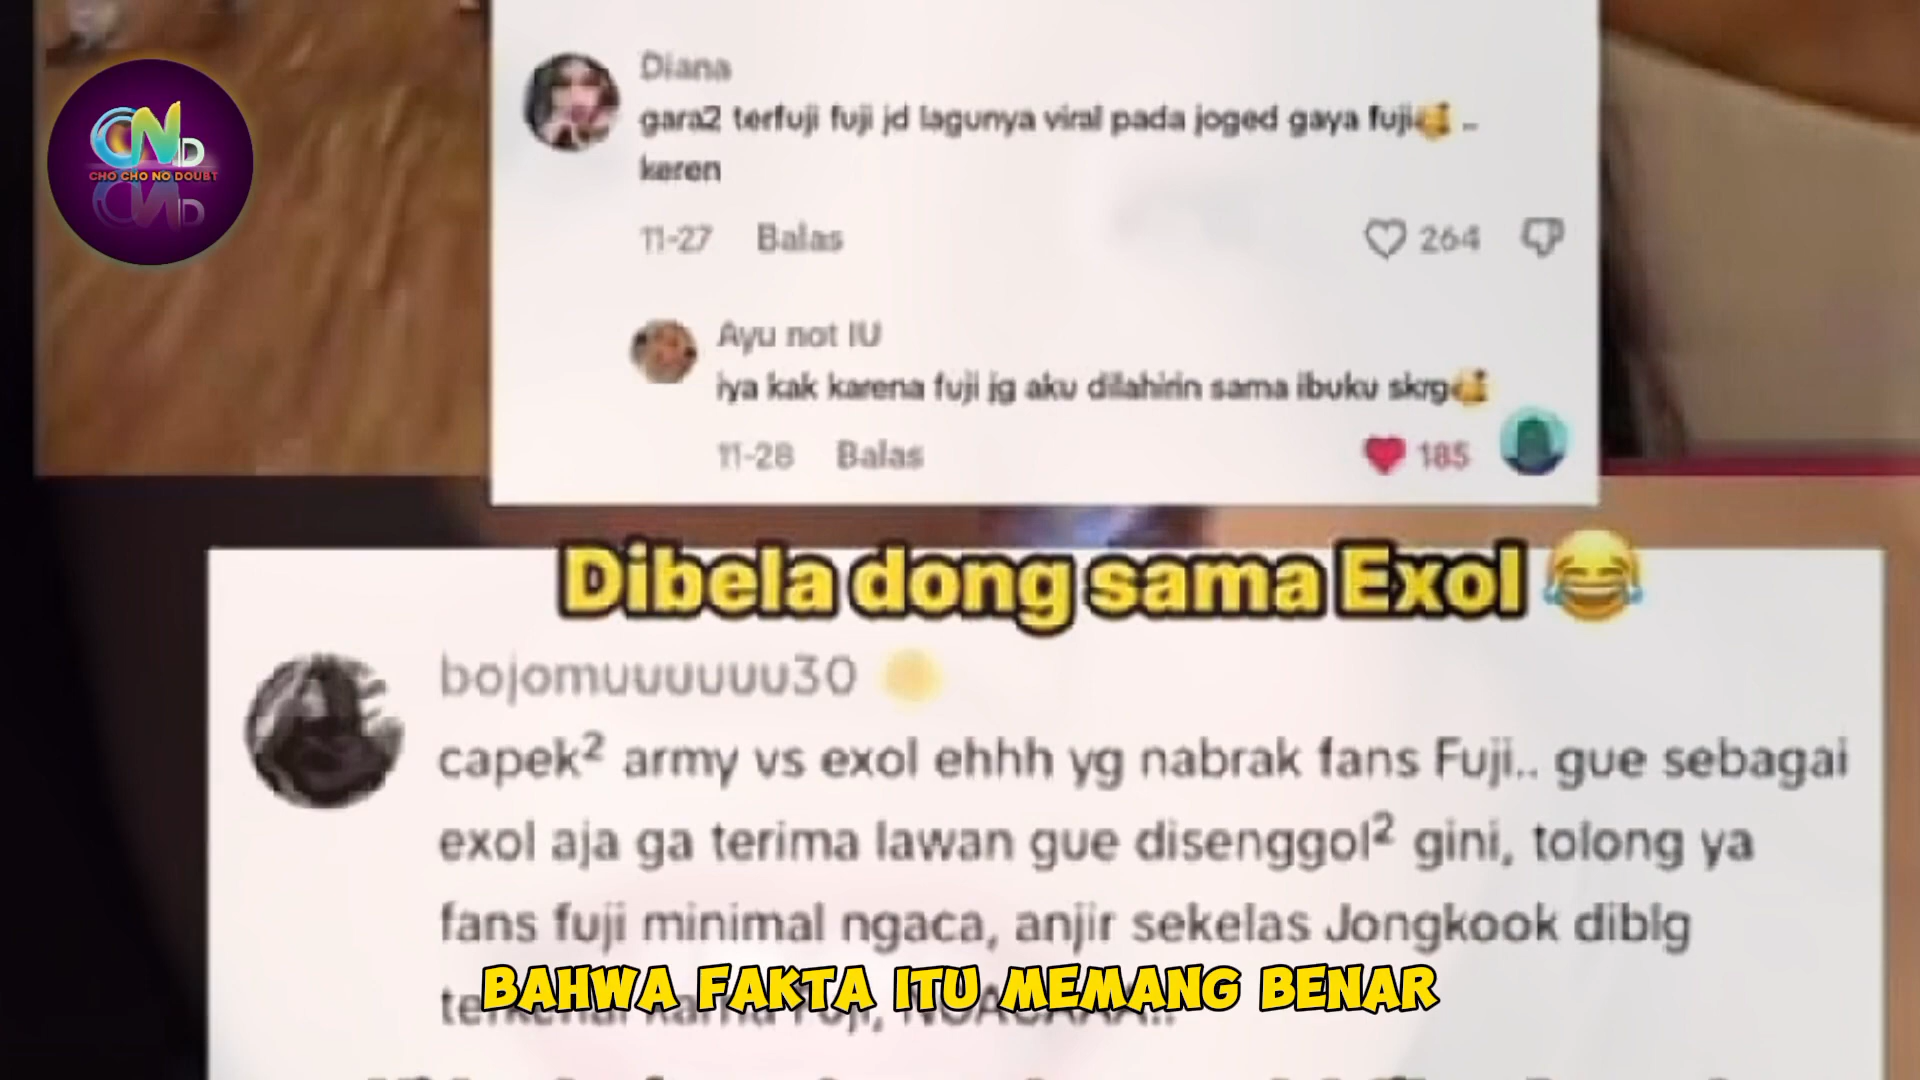 CND
CHO CHO NO DOUBT
Diana
gara2 terfuji fuji jd lagunya viral pada joged gaya fuji🥰 ..
keren
11-27 Balas 264
Ayu not IU
iya kak karena fuji jg aku dilahirin sama ibuku skrg🥰
11-28 Balas 185
Dibela dong sama Exol 😂
bojomuuuuuuu30
capek² army vs exol ehhh yg nabrak fans Fuji.. gue sebagai
exol aja ga terima lawan gue disenggol² gini, tolong ya
fans fuji minimal ngaca, anjir sekelas Jongkook diblg
BAHWA FAKTA ITU MEMANG BENAR